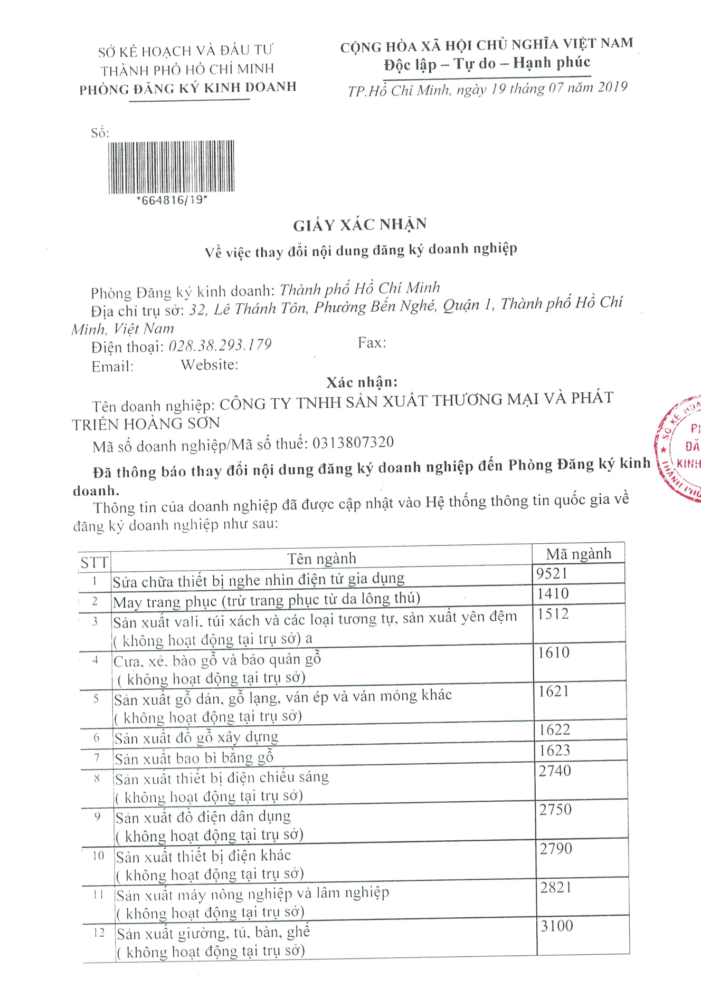 SỞ KẾ HOẠCH VÀ ĐẦU TƯ
THÀNH PHỐ HỒ CHÍ MINH
PHÒNG ĐĂNG KÝ KINH DOANH
CỘNG HÒA XÃ HỘI CHỦ NGHĨA VIỆT NAM
Độc lập – Tự do – Hạnh phúc
TP.Hồ Chí Minh, ngày 19 tháng 07 năm 2019
Số:
*664816/19*
GIẤY XÁC NHẬN
Về việc thay đổi nội dung đăng ký doanh nghiệp
Phòng Đăng ký kinh doanh: Thành phố Hồ Chí Minh
Địa chỉ trụ sở: 32, Lê Thánh Tôn, Phường Bến Nghé, Quận 1, Thành phố Hồ Chí
Minh, Việt Nam
Điện thoại: 028.38.293.179 Fax:
Email: Website:
Xác nhận:
Tên doanh nghiệp: CÔNG TY TNHH SẢN XUẤT THƯƠNG MẠI VÀ PHÁT
TRIỂN HOÀNG SƠN
Mã số doanh nghiệp/Mã số thuế: 0313807320
Đã thông báo thay đổi nội dung đăng ký doanh nghiệp đến Phòng Đăng ký kinh
doanh.
Thông tin của doanh nghiệp đã được cập nhật vào Hệ thống thông tin quốc gia về
đăng ký doanh nghiệp như sau:
STT Tên ngành Mã ngành
1 Sửa chữa thiết bị nghe nhìn điện tử gia dụng 9521
2 May trang phục (trừ trang phục từ da lông thú) 1410
3 Sản xuất vali, túi xách và các loại tương tự, sản xuất yên đệm 1512
( không hoạt động tại trụ sở) a
4 Cưa, xẻ, bào gỗ và bảo quản gỗ 1610
( không hoạt động tại trụ sở)
5 Sản xuất gỗ dán, gỗ lạng, ván ép và ván mỏng khác 1621
( không hoạt động tại trụ sở)
6 Sản xuất đồ gỗ xây dựng 1622
7 Sản xuất bao bì bằng gỗ 1623
8 Sản xuất thiết bị điện chiếu sáng 2740
( không hoạt động tại trụ sở)
9 Sản xuất đồ điện dân dụng 2750
( không hoạt động tại trụ sở)
10 Sản xuất thiết bị điện khác 2790
( không hoạt động tại trụ sở)
11 Sản xuất máy nông nghiệp và lâm nghiệp 2821
( không hoạt động tại trụ sở)
12 Sản xuất giường, tủ, bàn, ghế 3100
( không hoạt động tại trụ sở)
SỞ KẾ HOẠ
ĐĂ
KINH
THÀNH PHỐ